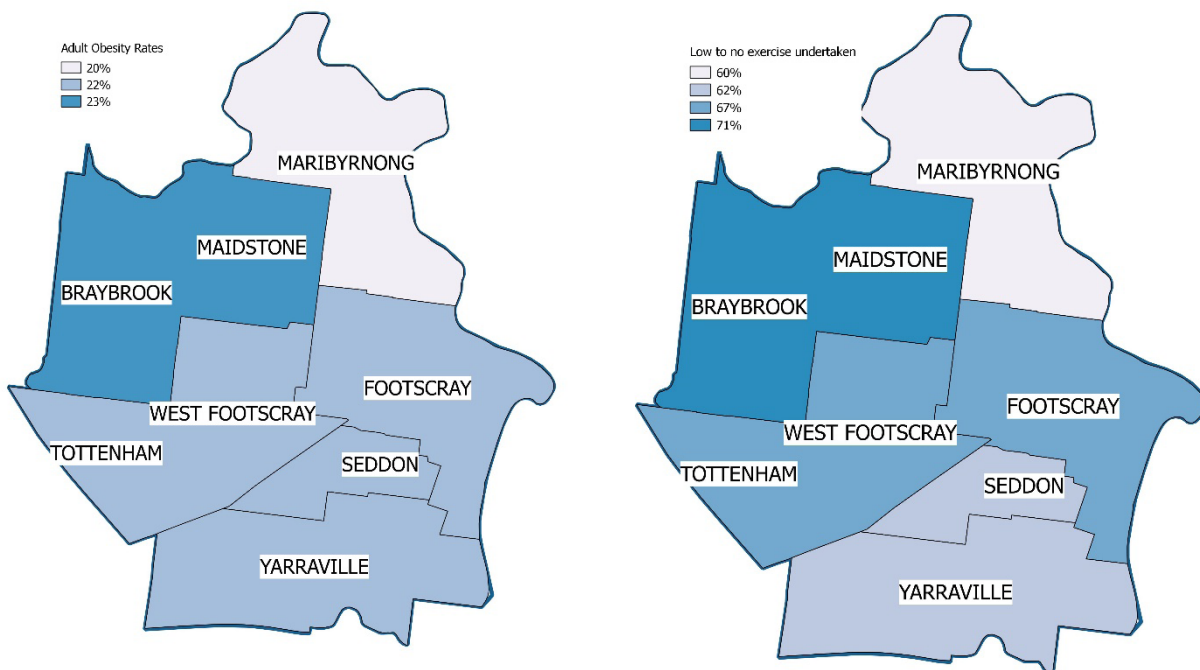 Adult Obesity Rates
20%
22%
23%
MARIBYRNONG
MAIDSTONE
BRAYBROOK
FOOTSCRAY
WEST FOOTSCRAY
TOTTENHAM
SEDDON
YARRAVILLE
Low to no exercise undertaken
60%
62%
67%
71%
MARIBYRNONG
MAIDSTONE
BRAYBROOK
FOOTSCRAY
WEST FOOTSCRAY
TOTTENHAM
SEDDON
YARRAVILLE